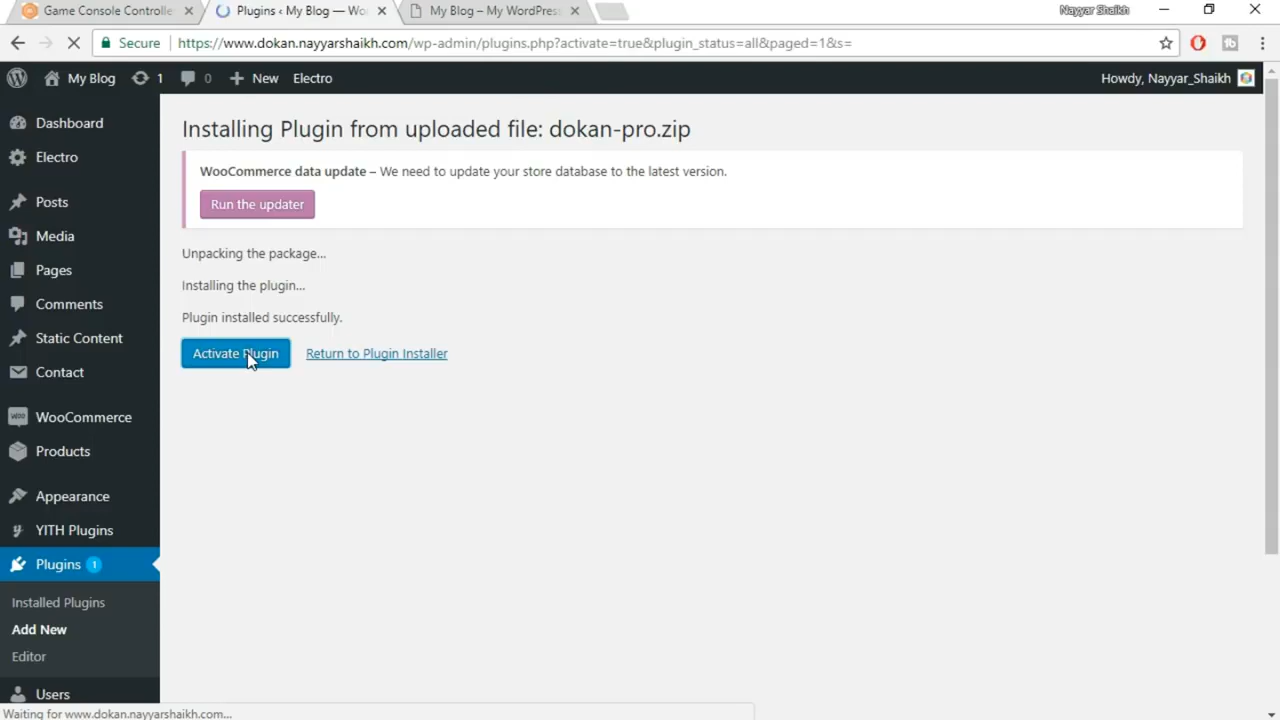 Game Console Controlle
Plugins ‹ My Blog — Wo
My Blog – My WordPress
Nayyar Shaikh
Secure
https://www.dokan.nayyarshaikh.com/wp-admin/plugins.php?activate=true&plugin_status=all&paged=1&s=
My Blog
1
0
New
Electro
Howdy, Nayyar_Shaikh
Dashboard
Electro
Posts
Media
Pages
Comments
Static Content
Contact
WooCommerce
Products
Appearance
YITH Plugins
Plugins 1
Installed Plugins
Add New
Editor
Users
Installing Plugin from uploaded file: dokan-pro.zip
WooCommerce data update – We need to update your store database to the latest version.
Run the updater
Unpacking the package…
Installing the plugin…
Plugin installed successfully.
Activate Plugin
Return to Plugin Installer
Waiting for www.dokan.nayyarshaikh.com...